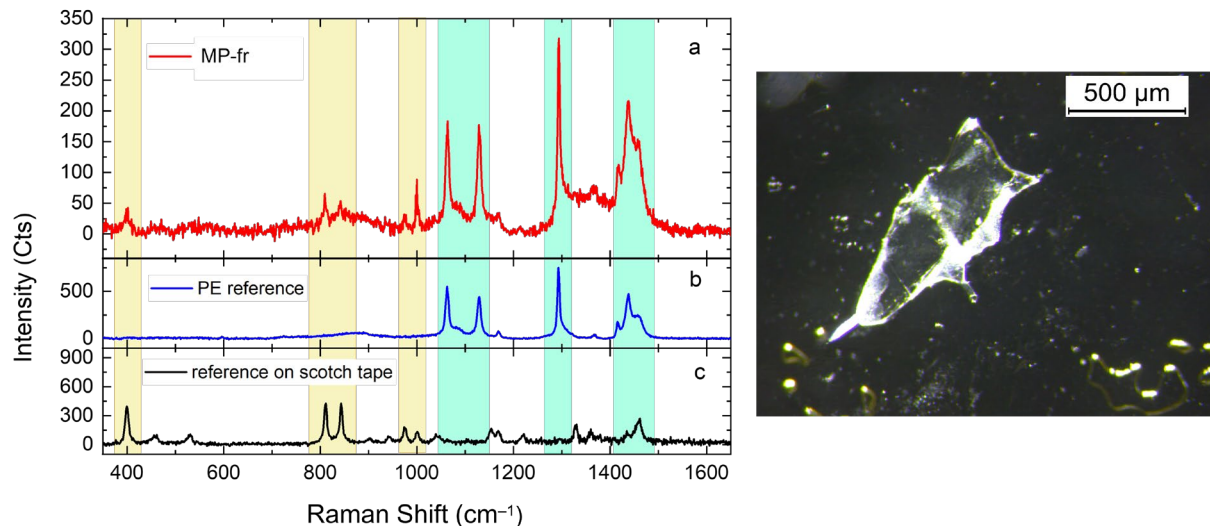 350
300
250
200
150
100
50
0
MP-fr
a
500
0
PE reference
b
900
600
300
0
reference on scotch tape
c
400 600 800 1000 1200 1400 1600
Raman Shift (cm⁻¹)
Intensity (Cts)
500 µm